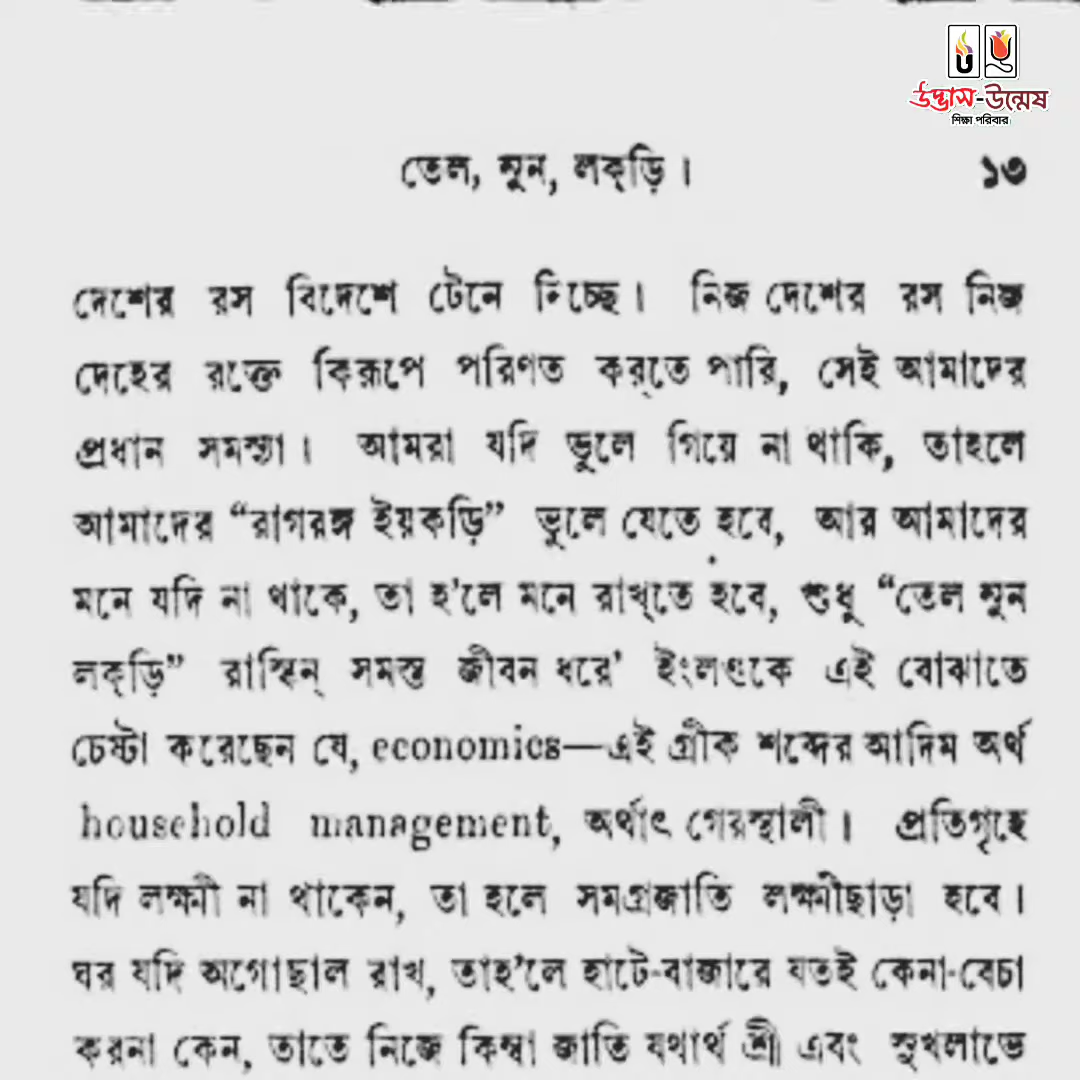 উদ্ভাস-উন্মেষ
শিক্ষা পরিবার
তেল, নুন, লক্‌ড়ি। ১৩
দেশের রস বিদেশে টেনে নিচ্ছে। নিজ দেশের রস নিজ
দেহের রক্তে কিরূপে পরিণত কর্‌তে পারি, সেই আমাদের
প্রধান সমস্যা। আমরা যদি ভুলে গিয়ে না থাকি, তাহলে
আমাদের “রাগরঙ্গ ইয়কড়ি” ভুলে যেতে হবে, আর আমাদের
মনে যদি না থাকে, তা হ’লে মনে রাখ্‌তে হবে, শুধু “তেল নুন
লক্‌ড়ি” রাস্কিন্ সমস্ত জীবন ধরে’ ইংলণ্ডকে এই বোঝাতে
চেষ্টা করেছেন যে, economics—এই গ্রীক শব্দের আদিম অর্থ
household management, অর্থাৎ গেরস্থালী। প্রতিগৃহে
যদি লক্ষ্মী না থাকেন, তা হলে সমগ্রজাতি লক্ষ্মীছাড়া হবে।
ঘর যদি অগোছাল রাখ, তাহ’লে হাটে-বাজারে যতই কেনা-বেচা
করনা কেন, তাতে নিজে কিম্বা জাতি যথার্থ শ্রী এবং সুখলাভে